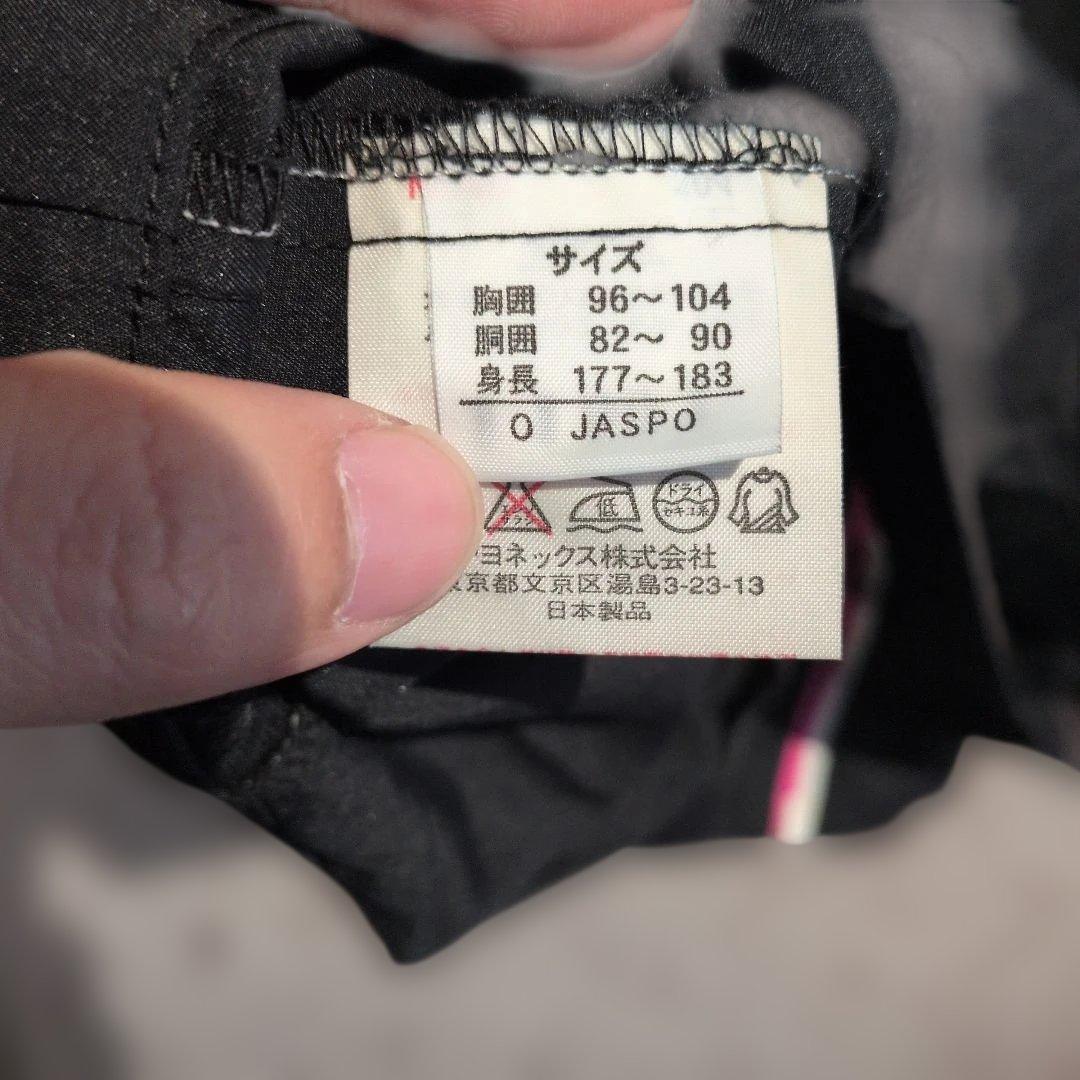 サイズ
胸囲 96～104
胴囲 82～ 90
身長 177～183
O JASPO
低 ドライ セキユ系
ヨネックス株式会社
京都文京区湯島3-23-13
日本製品